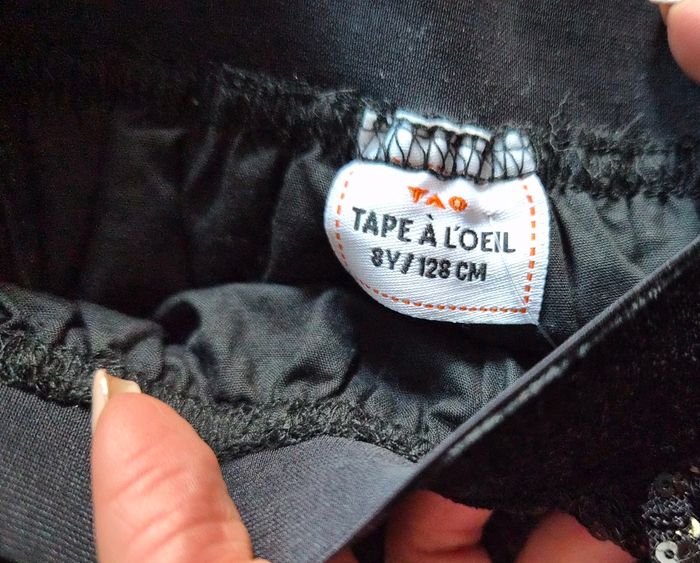 TAO
TAPE À L'OEIL
8Y/128 CM